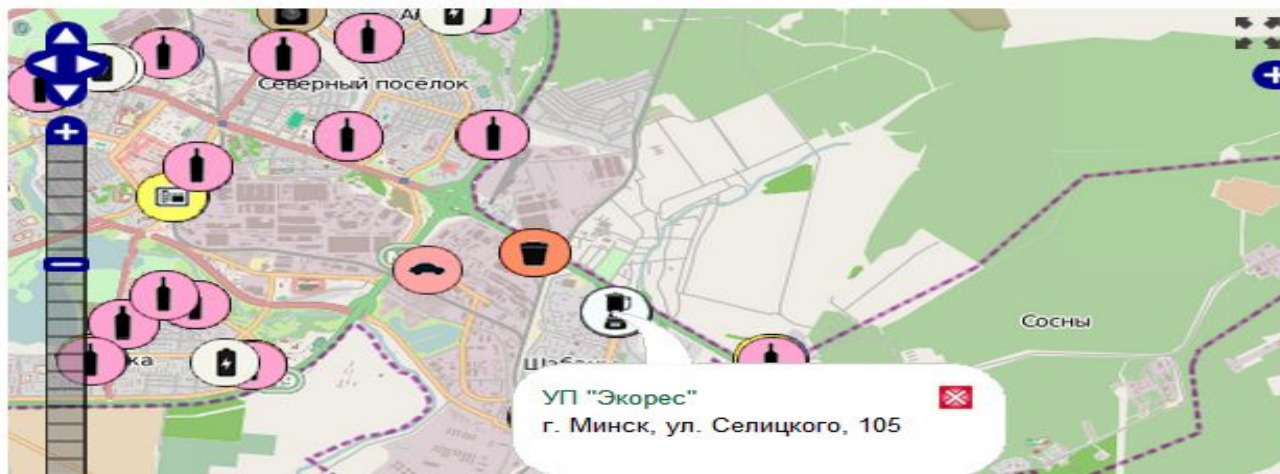 Северный посёлок
Сосны
УП "Экорес"
г. Минск, ул. Селицкого, 105